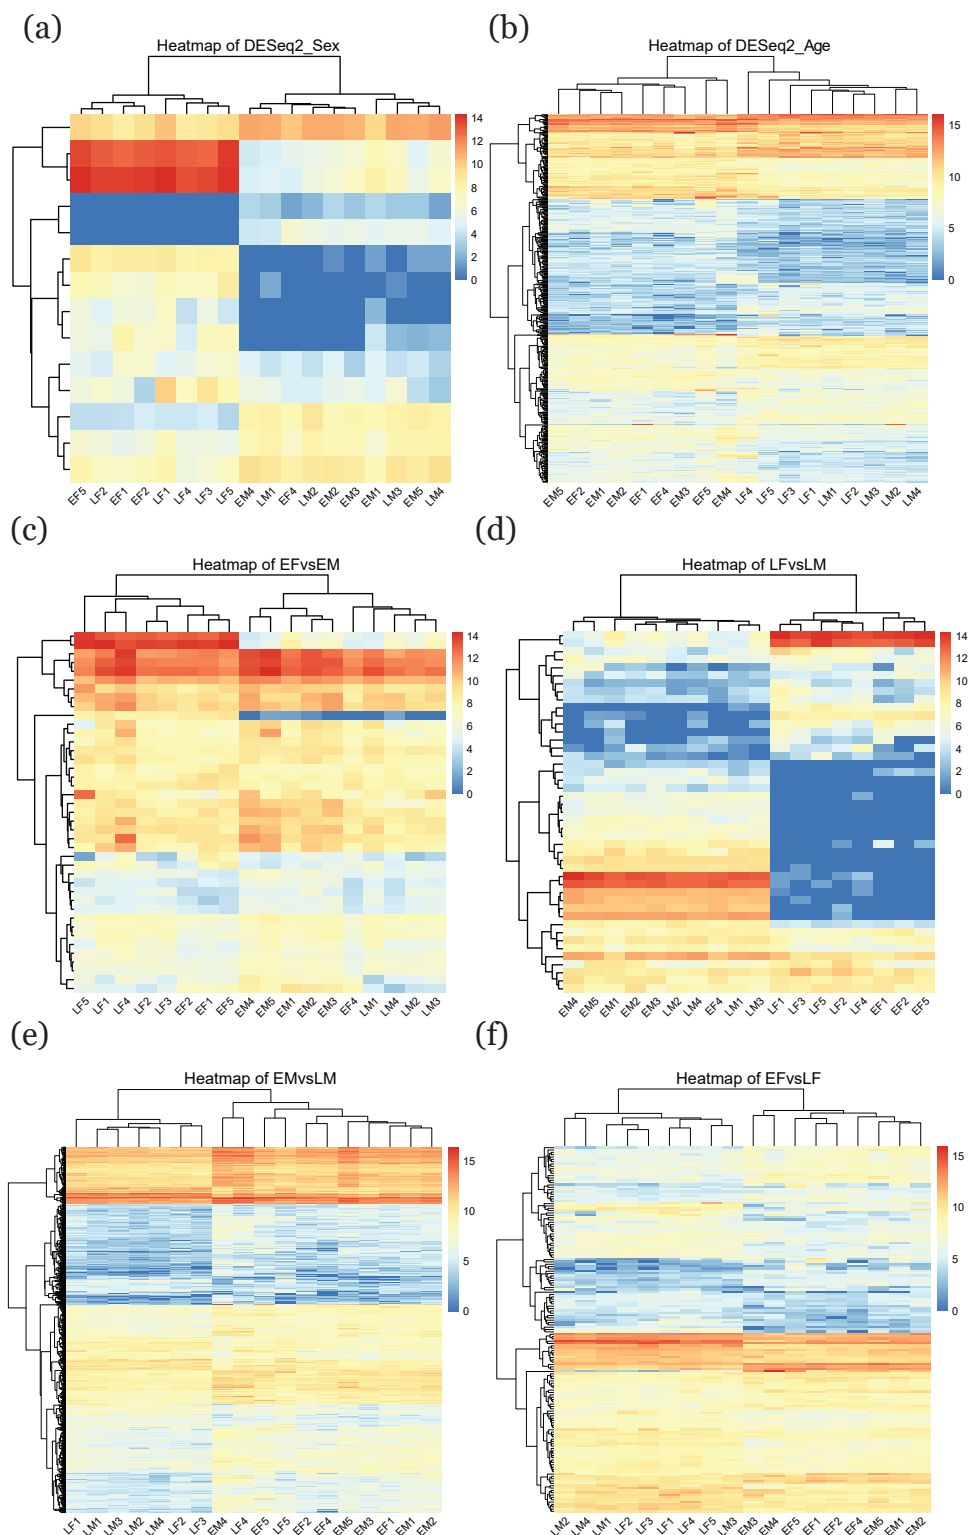 (a)
Heatmap of DESeq2_Sex
14
12
10
8
6
4
2
0
EF5 LF2 EF1 EF2 LF1 LF4 LF3 LF5 EM4 LM1 EF4 LM2 EM2 EM3 EM1 LM3 EM5 LM4
(b)
Heatmap of DESeq2_Age
15
10
5
0
EM5 EF2 EM1 EM2 EF1 EF4 EM3 EF5 EM4 LF4 LF5 LF3 LF1 LM1 LF2 LM3 LM2 LM4
(c)
Heatmap of EFvsEM
14
12
10
8
6
4
2
0
LF5 LF1 LF4 LF2 LF3 EF2 EF1 EF5 EM4 EM5 EM1 EM2 EM3 EF4 LM1 LM4 LM2 LM3
(d)
Heatmap of LFvsLM
14
12
10
8
6
4
2
0
EM4 EM5 EM1 EM2 EM3 LM2 LM4 EF4 LM1 LM3 LF1 LF3 LF5 LF2 LF4 EF1 EF2 EF5
(e)
Heatmap of EMvsLM
15
10
5
0
LF1 LM1 LM3 LM2 LM4 LF2 LF3 EM4 LF4 EF5 LF5 EF2 EF4 EM5 EM3 EF1 EM1 EM2
(f)
Heatmap of EFvsLF
15
10
5
0
LM2 LM4 LM1 LF2 LF3 LF1 LF4 LF5 LM3 EM3 EM4 EF5 EF1 EF2 EF4 EM5 EM1 EM2